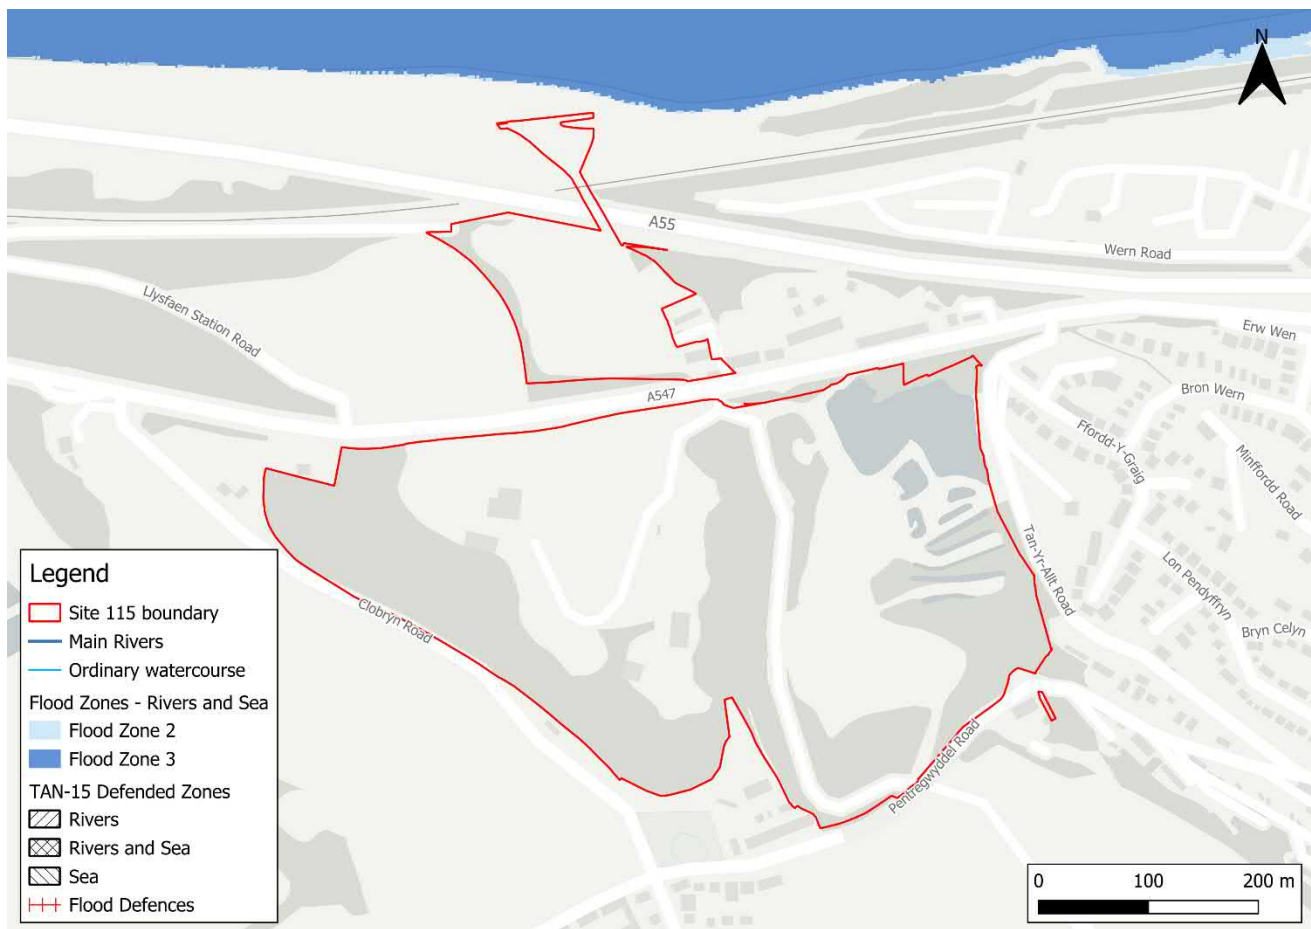 N
A55
Wern Road
Llysfaen Station Road
Erw Wen
A547
Bron Wern
Ffordd-Y-Graig
Minffordd Road
Tan-Yr-Allt Road
Lon Pendyffryn
Bryn Celyn
Clobryn Road
Pentregwyddel Road
Legend
Site 115 boundary
Main Rivers
Ordinary watercourse
Flood Zones - Rivers and Sea
Flood Zone 2
Flood Zone 3
TAN-15 Defended Zones
Rivers
Rivers and Sea
Sea
Flood Defences
0 100 200 m